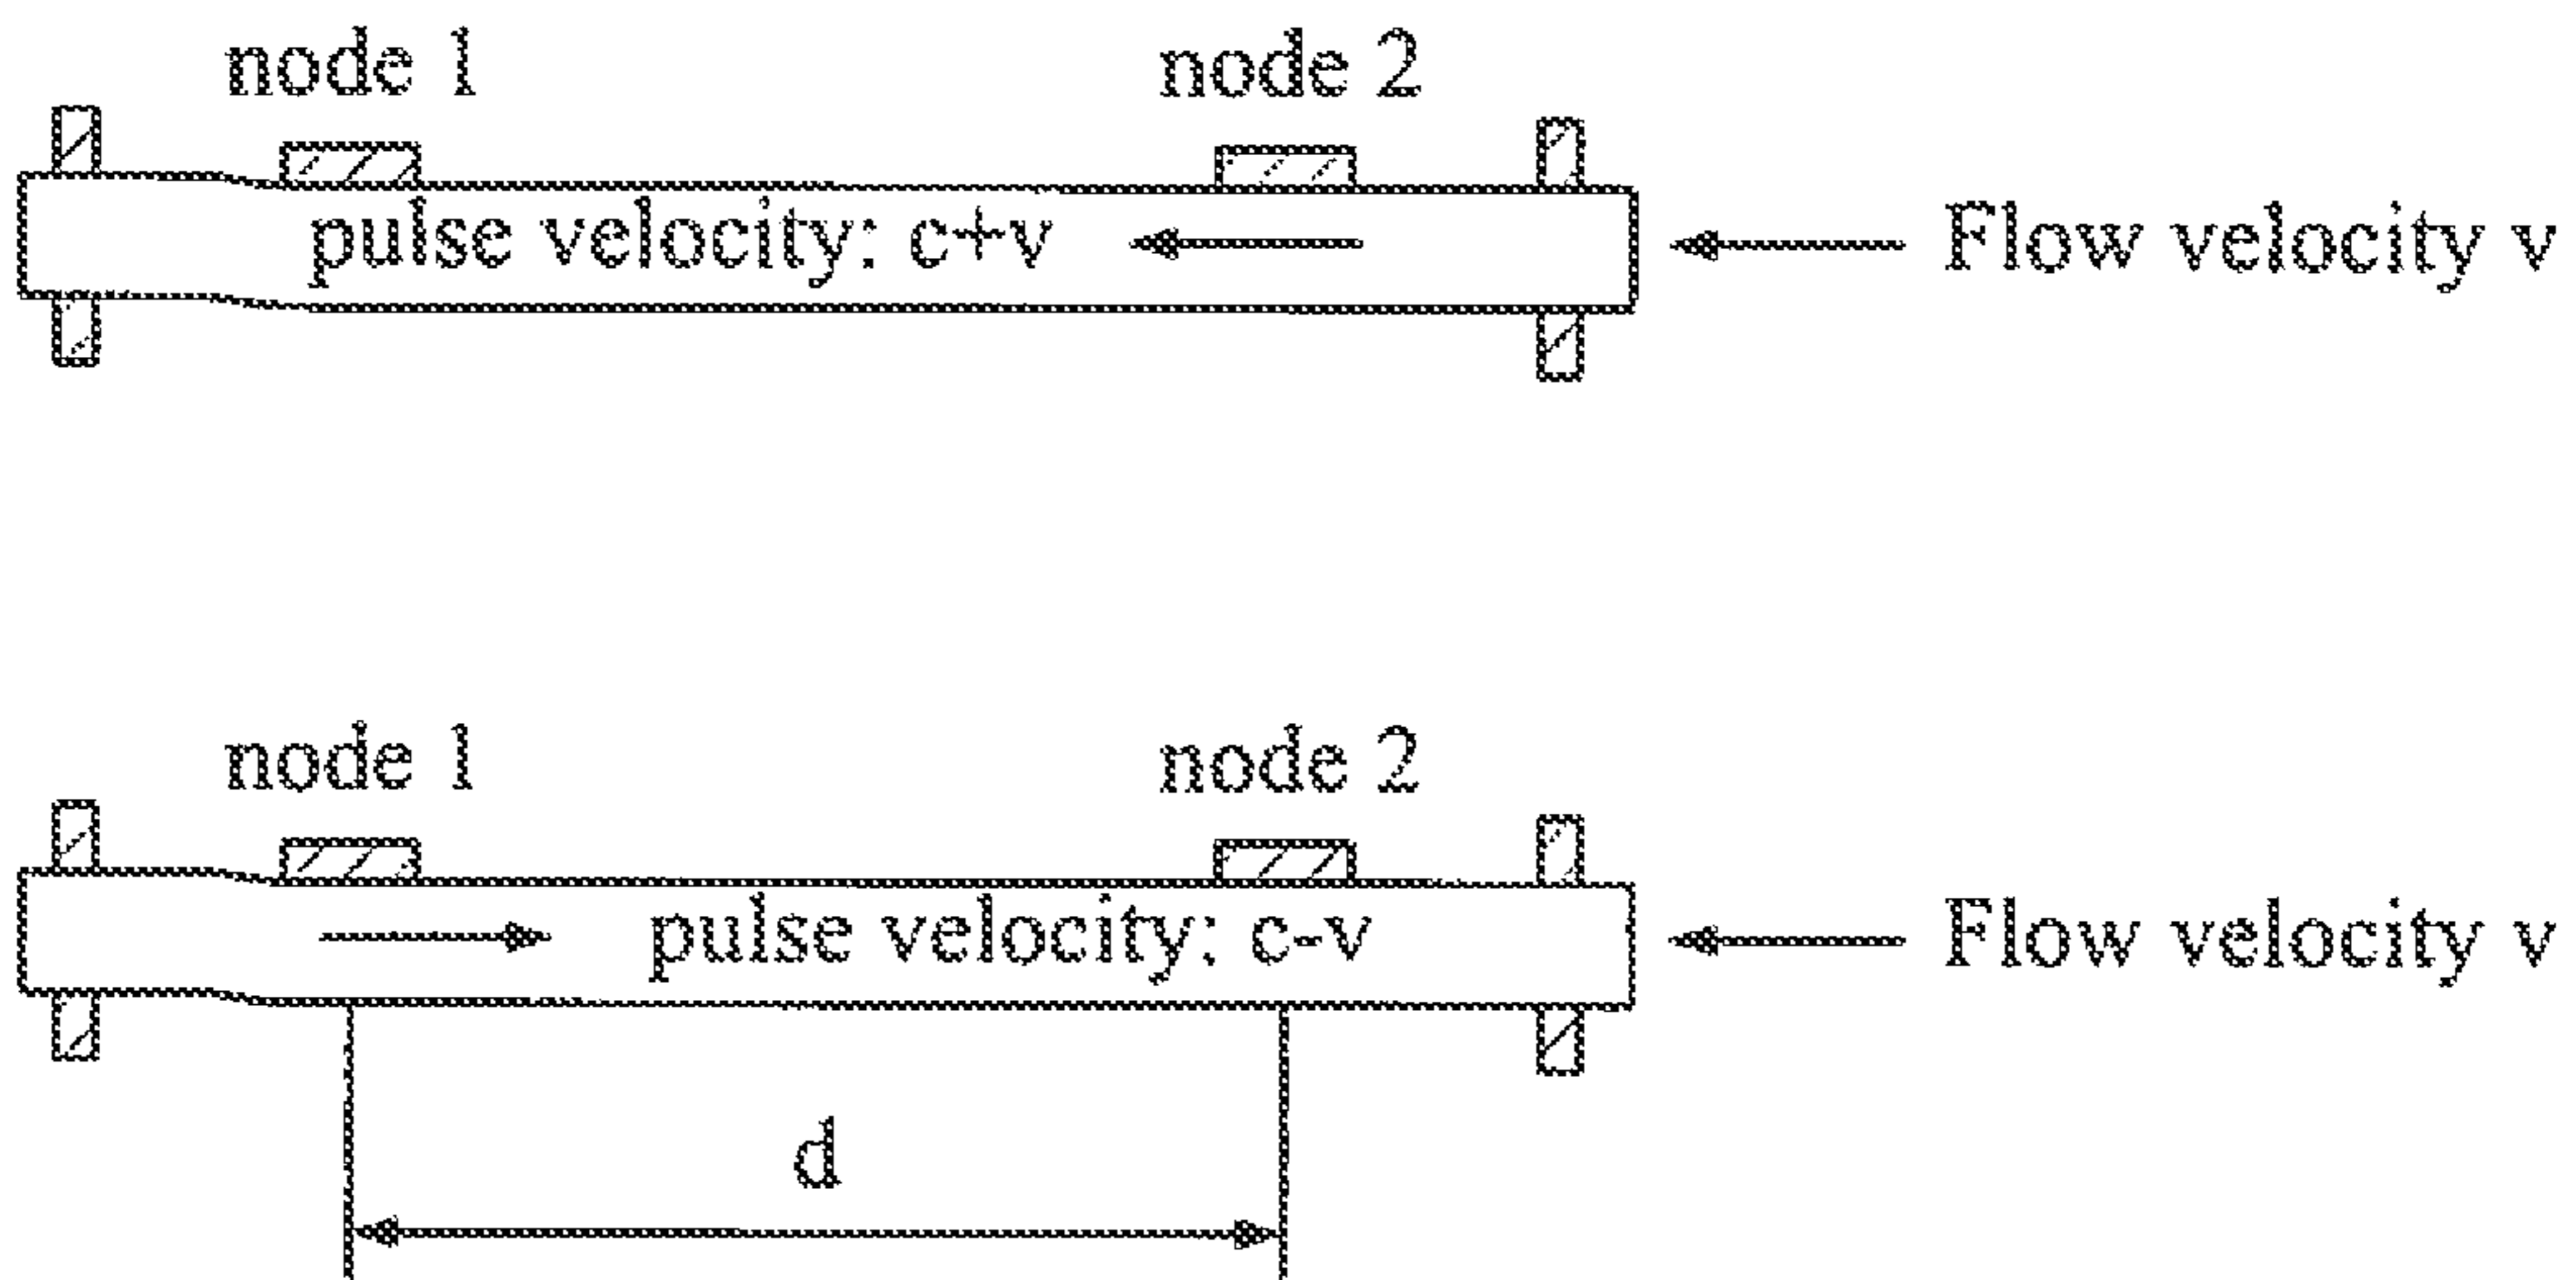 node 1
node 2
pulse velocity: c+v
Flow velocity v
node 1
node 2
pulse velocity: c-v
Flow velocity v
d